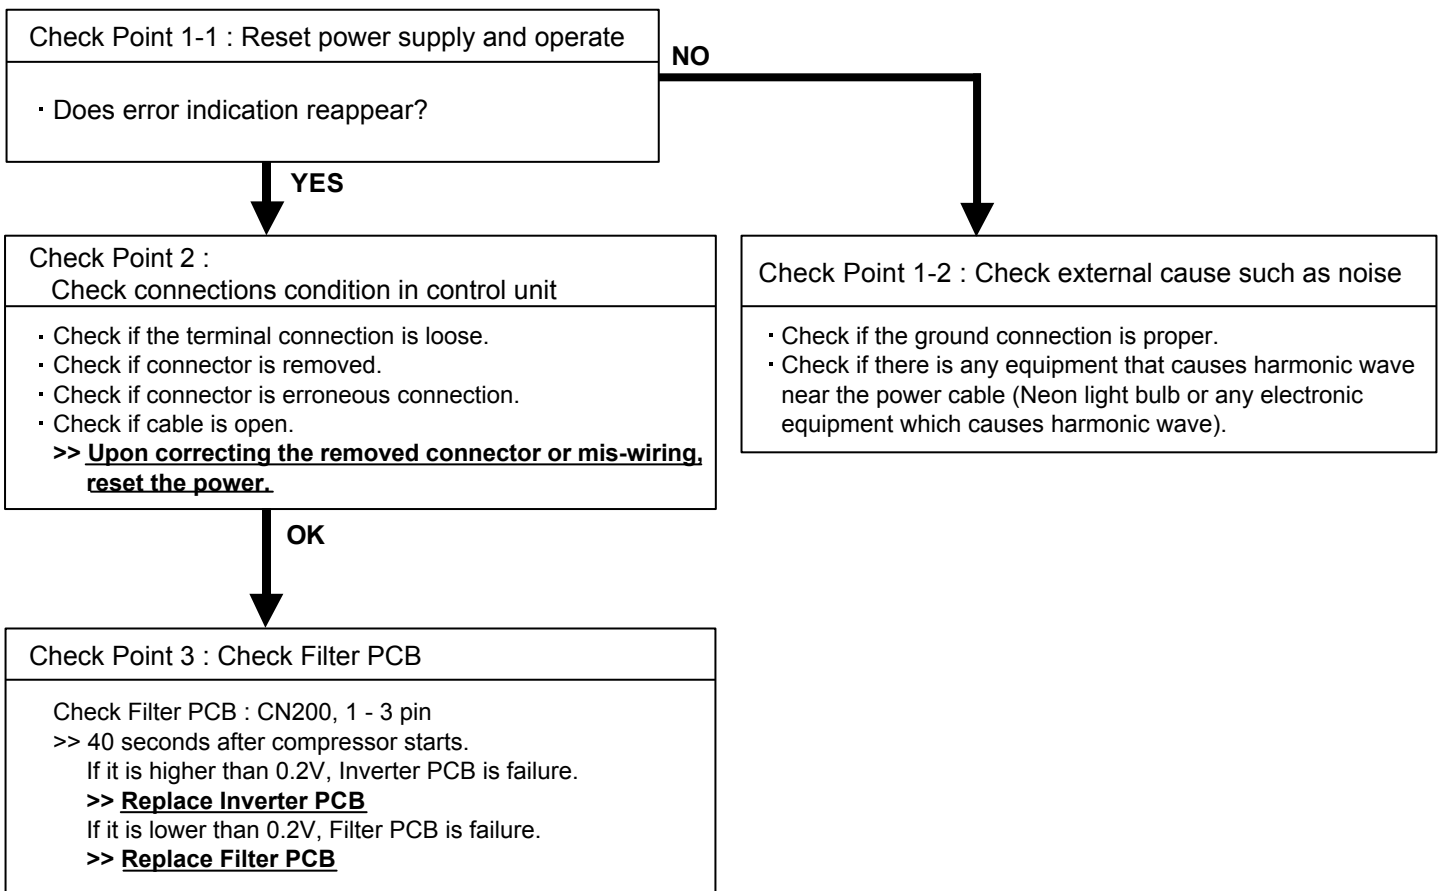 Check Point 1-1 : Reset power supply and operate
・Does error indication reappear?
NO
YES
Check Point 2 :
Check connections condition in control unit
・Check if the terminal connection is loose.
・Check if connector is removed.
・Check if connector is erroneous connection.
・Check if cable is open.
>> Upon correcting the removed connector or mis-wiring,
reset the power.
Check Point 1-2 : Check external cause such as noise
・Check if the ground connection is proper.
・Check if there is any equipment that causes harmonic wave
near the power cable (Neon light bulb or any electronic
equipment which causes harmonic wave).
OK
Check Point 3 : Check Filter PCB
Check Filter PCB : CN200, 1 - 3 pin
>> 40 seconds after compressor starts.
If it is higher than 0.2V, Inverter PCB is failure.
>> Replace Inverter PCB
If it is lower than 0.2V, Filter PCB is failure.
>> Replace Filter PCB